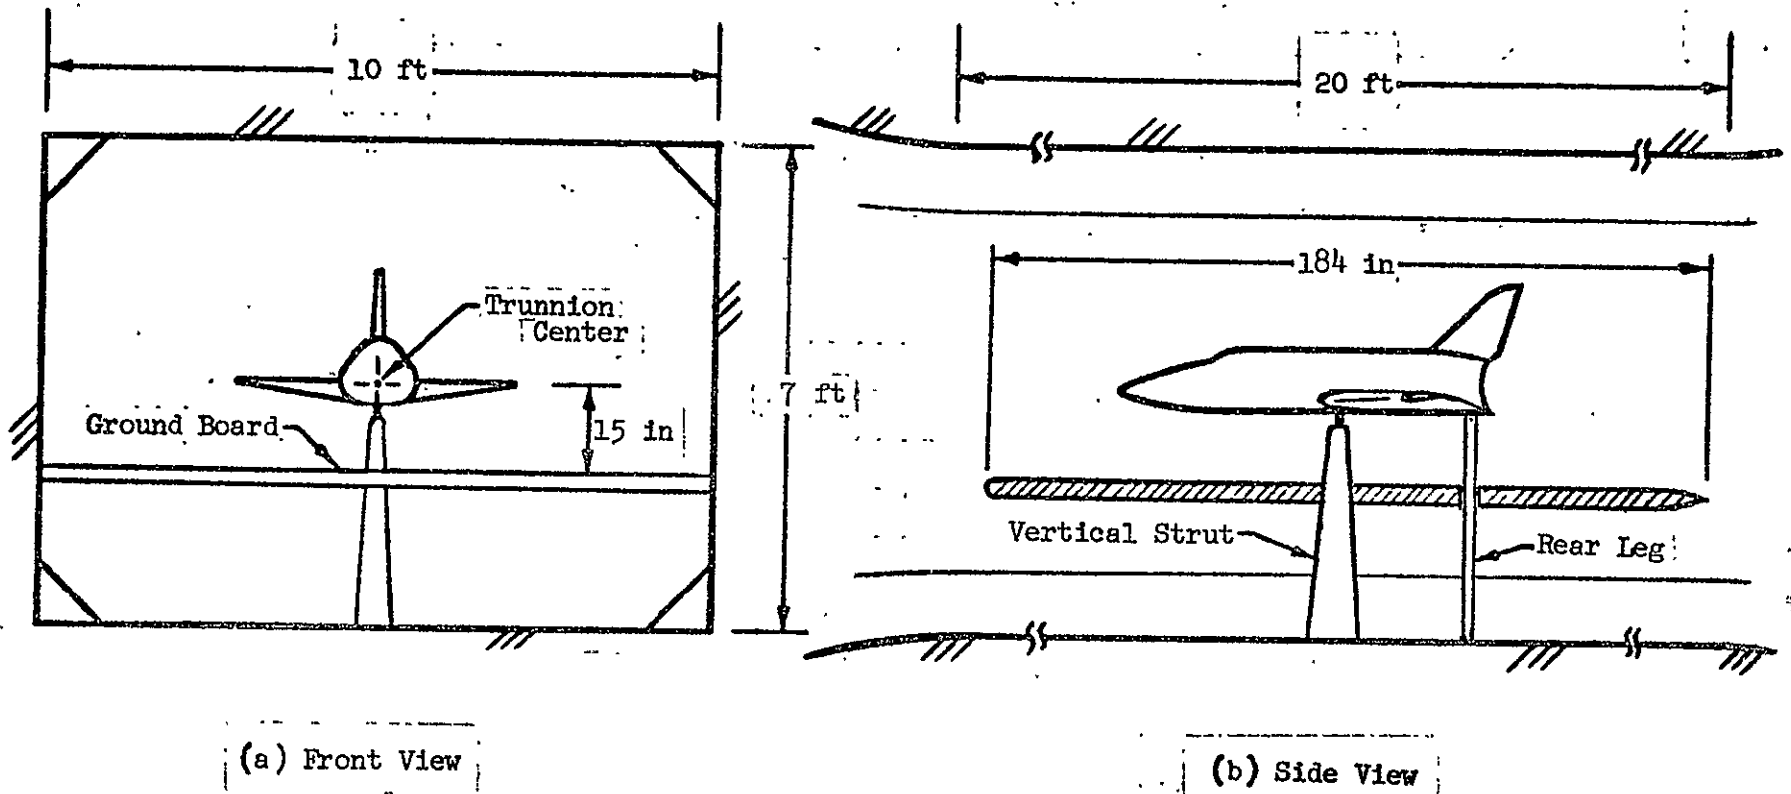 10 ft
20 ft
184 in
Trunnion
Center
7 ft
Ground Board
15 in
Vertical Strut
Rear Leg
(a) Front View
(b) Side View